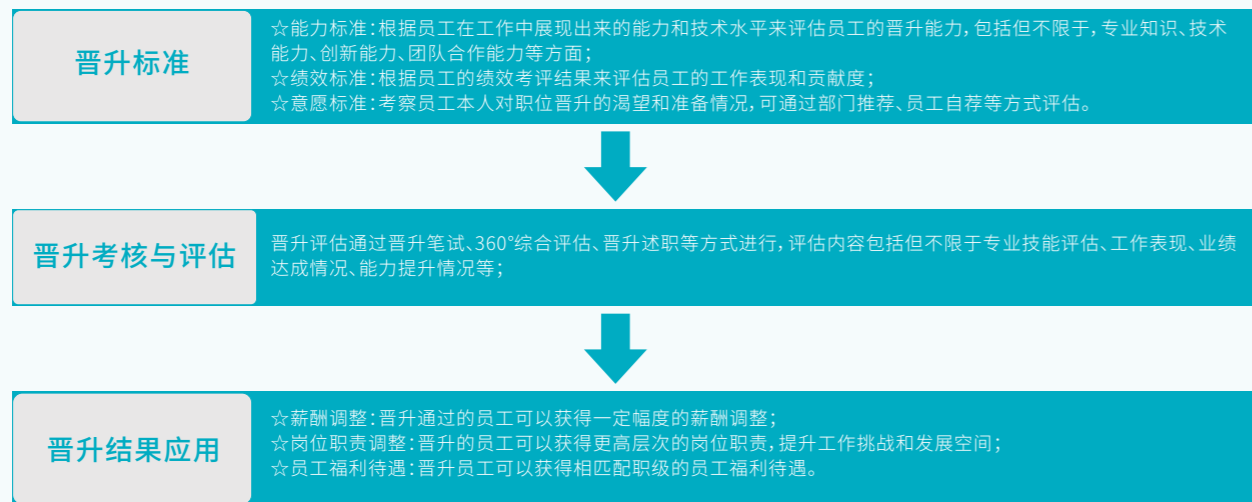 晋升标准
☆能力标准：根据员工在工作中展现出来的能力和技术水平来评估员工的晋升能力，包括但不限于，专业知识、技术
能力、创新能力、团队合作能力等方面；
☆绩效标准：根据员工的绩效考评结果来评估员工的工作表现和贡献度；
☆意愿标准：考察员工本人对职位晋升的渴望和准备情况，可通过部门推荐、员工自荐等方式评估。
晋升考核与评估
晋升评估通过晋升笔试、360°综合评估、晋升述职等方式进行，评估内容包括但不限于专业技能评估、工作表现、业绩
达成情况、能力提升情况等；
晋升结果应用
☆薪酬调整：晋升通过的员工可以获得一定幅度的薪酬调整；
☆岗位职责调整：晋升的员工可以获得更高层次的岗位职责，提升工作挑战和发展空间；
☆员工福利待遇：晋升员工可以获得相匹配职级的员工福利待遇。